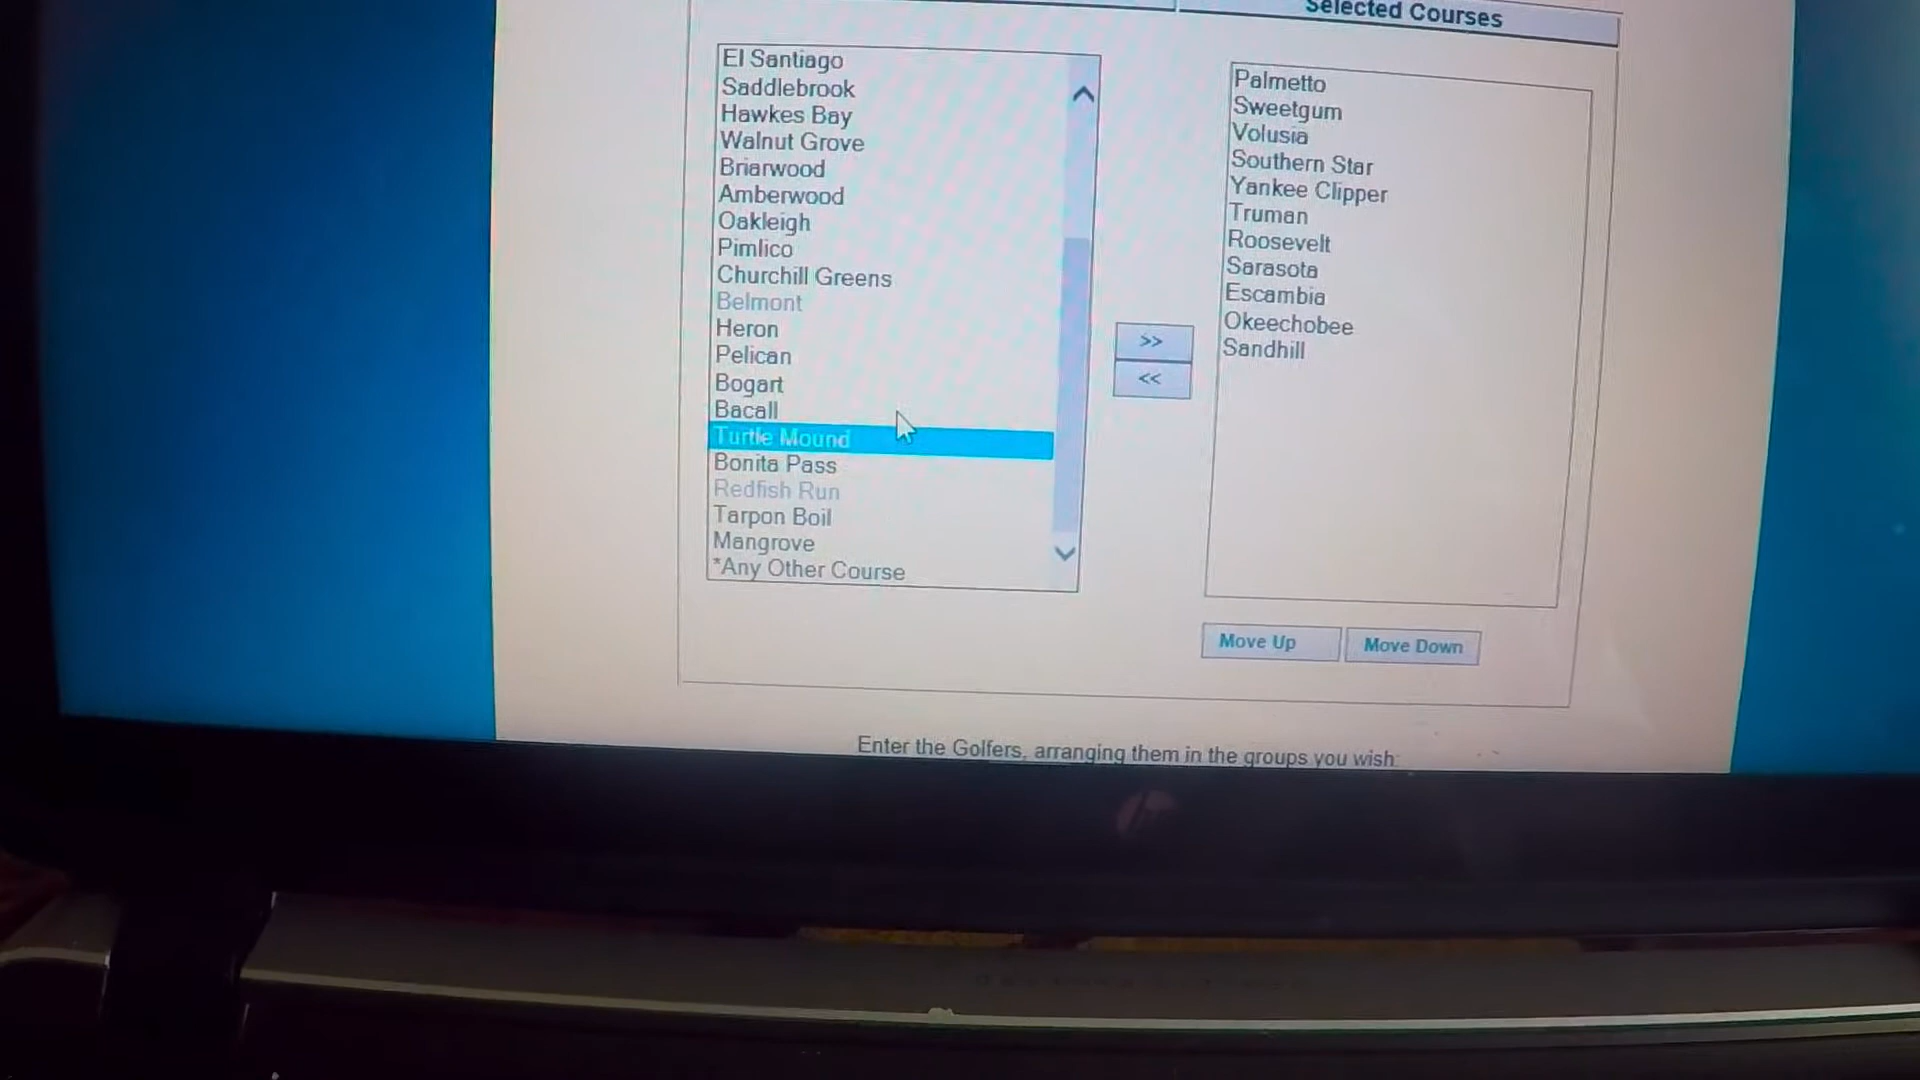 Selected Courses
El Santiago
Saddlebrook
Hawkes Bay
Walnut Grove
Briarwood
Amberwood
Oakleigh
Pimlico
Churchill Greens
Belmont
Heron
Pelican
Bogart
Bacall
Turtle Mound
Bonita Pass
Redfish Run
Tarpon Boil
Mangrove
*Any Other Course
>>
<<
Palmetto
Sweetgum
Volusia
Southern Star
Yankee Clipper
Truman
Roosevelt
Sarasota
Escambia
Okeechobee
Sandhill
Move Up
Move Down
Enter the Golfers, arranging them in the groups you wish:
hp